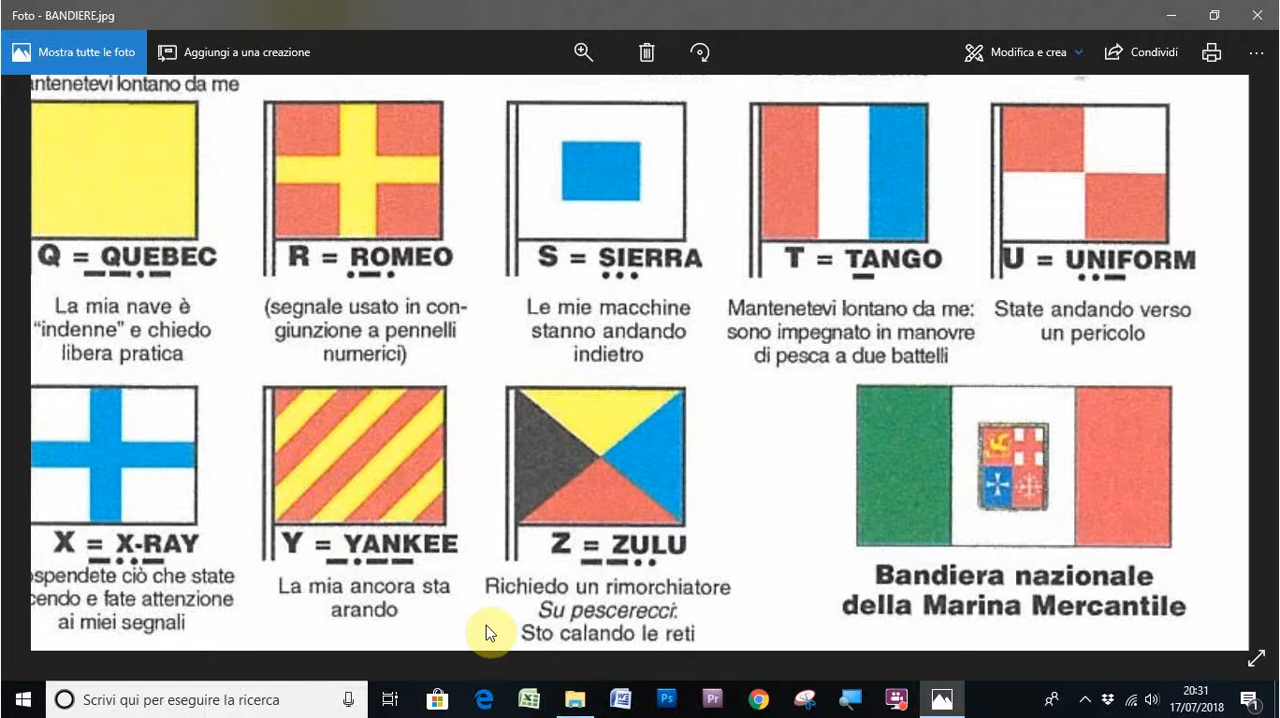 Foto - BANDIERE.jpg
Mostra tutte le foto
Aggiungi a una creazione
Modifica e crea
Condividi
antenetevi lontano da me
Q = QUEBEC
La mia nave è
"indenne" e chiedo
libera pratica
R = ROMEO
(segnale usato in con-
giunzione a pennelli
numerici)
S = SIERRA
Le mie macchine
stanno andando
indietro
T = TANGO
Mantenetevi lontano da me:
sono impegnato in manovre
di pesca a due battelli
U = UNIFORM
State andando verso
un pericolo
X = X-RAY
ospendete ciò che state
cendo e fate attenzione
ai miei segnali
Y = YANKEE
La mia ancora sta
arando
Z = ZULU
Richiedo un rimorchiatore
Su pescerecci:
Sto calando le reti
Bandiera nazionale
della Marina Mercantile
Scrivi qui per eseguire la ricerca
20:31
17/07/2018
1